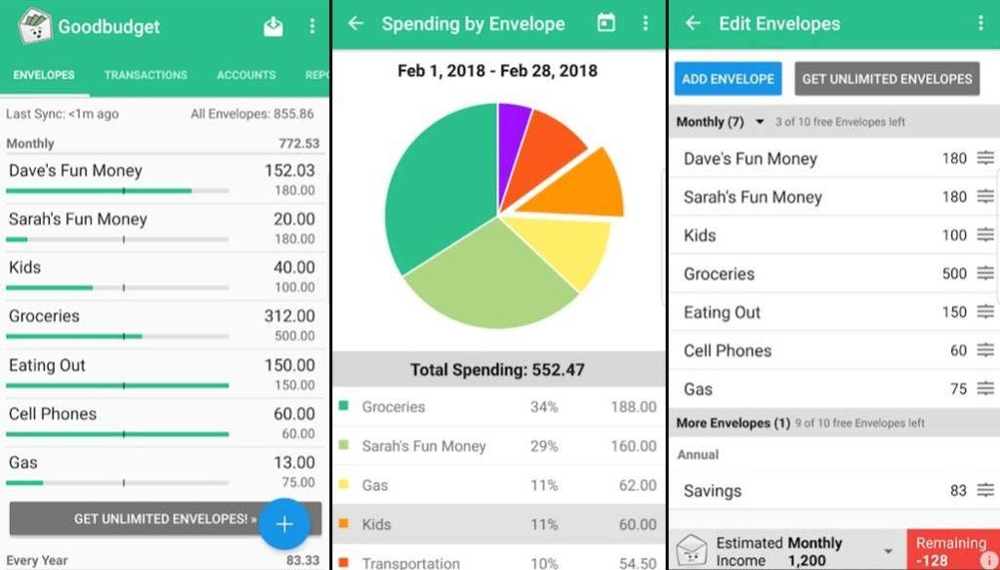 Goodbudget
ENVELOPES TRANSACTIONS ACCOUNTS REPO
Last Sync: <1m ago All Envelopes: 855.86
Monthly 772.53
Dave's Fun Money 152.03
180.00
Sarah's Fun Money 20.00
180.00
Kids 40.00
100.00
Groceries 312.00
500.00
Eating Out 150.00
150.00
Cell Phones 60.00
60.00
Gas 13.00
75.00
GET UNLIMITED ENVELOPES! »
Every Year 83.33
Spending by Envelope
Feb 1, 2018 - Feb 28, 2018
Total Spending: 552.47
Groceries 34% 188.00
Sarah's Fun Money 29% 160.00
Gas 11% 62.00
Kids 11% 60.00
Transportation 10% 54.50
Edit Envelopes
ADD ENVELOPE GET UNLIMITED ENVELOPES
Monthly (7) 3 of 10 free Envelopes left
Dave's Fun Money 180
Sarah's Fun Money 180
Kids 100
Groceries 500
Eating Out 150
Cell Phones 60
Gas 75
More Envelopes (1) 9 of 10 free Envelopes left
Annual
Savings 83
Estimated Monthly Remaining
Income 1,200 -128